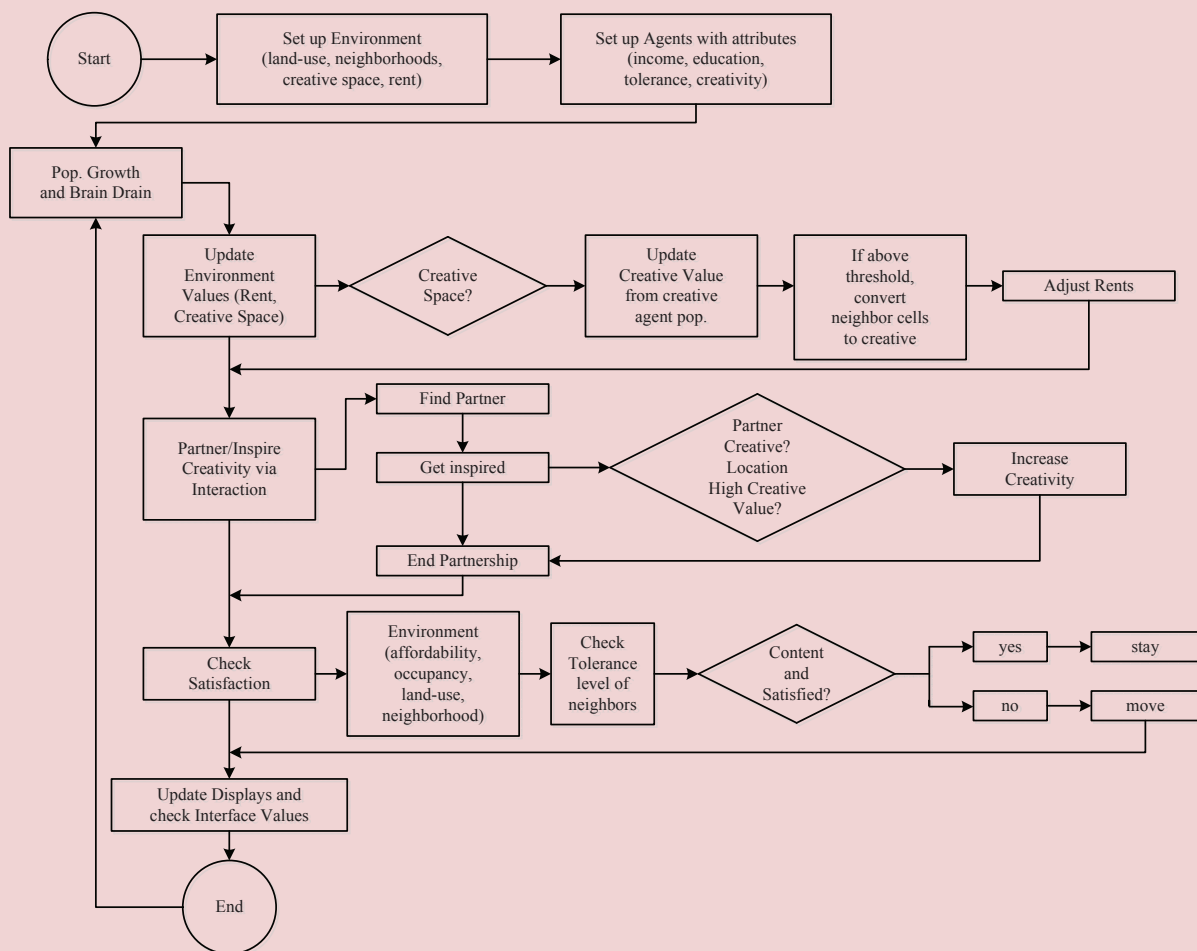 Start
Set up Environment
(land-use, neighborhoods,
creative space, rent)
Set up Agents with attributes
(income, education,
tolerance, creativity)
Pop. Growth
and Brain Drain
Update
Environment
Values (Rent,
Creative Space)
Creative
Space?
Update
Creative Value
from creative
agent pop.
If above
threshold,
convert
neighbor cells
to creative
Adjust Rents
Partner/Inspire
Creativity via
Interaction
Find Partner
Get inspired
Partner
Creative?
Location
High Creative
Value?
Increase
Creativity
End Partnership
Check
Satisfaction
Environment
(affordability,
occupancy,
land-use,
neighborhood)
Check
Tolerance
level of
neighbors
Content
and
Satisfied?
yes
stay
no
move
Update Displays and
check Interface Values
End